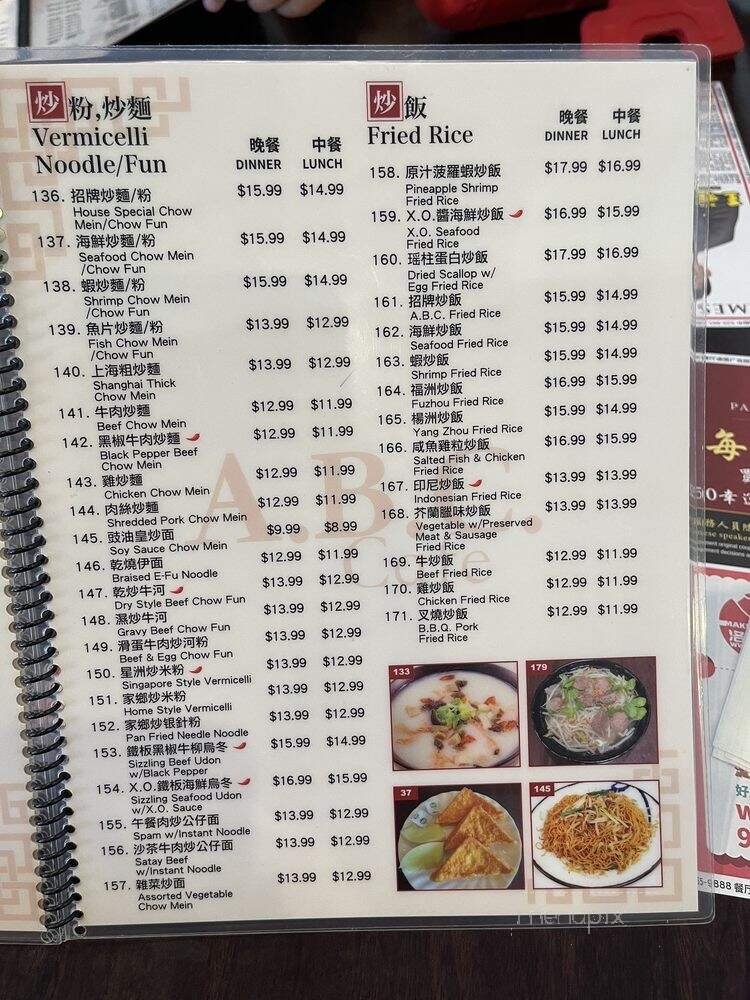 炒粉,炒麵
Vermicelli
Noodle/Fun
晚餐 中餐
DINNER LUNCH
136. 招牌炒麵/粉 $15.99 $14.99
House Special Chow
Mein/Chow Fun
137. 海鮮炒麵/粉 $15.99 $14.99
Seafood Chow Mein
/Chow Fun
138. 蝦炒麵/粉 $15.99 $14.99
Shrimp Chow Mein
/Chow Fun
139. 魚片炒麵/粉 $13.99 $12.99
Fish Chow Mein
/Chow Fun
140. 上海粗炒麵 $13.99 $12.99
Shanghai Thick
Chow Mein
141. 牛肉炒麵 $12.99 $11.99
Beef Chow Mein
142. 黑椒牛肉炒麵 $12.99 $11.99
Black Pepper Beef
Chow Mein
143. 雞炒麵 $12.99 $11.99
Chicken Chow Mein
144. 肉絲炒麵 $12.99 $11.99
Shredded Pork Chow Mein
145. 豉油皇炒面 $9.99 $8.99
Soy Sauce Chow Mein
146. 乾燒伊面 $12.99 $11.99
Braised E-Fu Noodle
147. 乾炒牛河 $13.99 $12.99
Dry Style Beef Chow Fun
148. 濕炒牛河 $13.99 $12.99
Gravy Beef Chow Fun
149. 滑蛋牛肉炒河粉 $13.99 $12.99
Beef & Egg Chow Fun
150. 星洲炒米粉 $13.99 $12.99
Singapore Style Vermicelli
151. 家鄉炒米粉 $13.99 $12.99
Home Style Vermicelli
152. 家鄉炒银針粉 $13.99 $12.99
Pan Fried Needle Noodle
153. 鐵板黑椒牛柳烏冬 $15.99 $14.99
Sizzling Beef Udon
w/Black Pepper
154. X.O.鐵板海鮮烏冬 $16.99 $15.99
Sizzling Seafood Udon
w/X.O. Sauce
155. 午餐肉炒公仔面 $13.99 $12.99
Spam w/Instant Noodle
156. 沙茶牛肉炒公仔面 $13.99 $12.99
Satay Beef
w/Instant Noodle
157. 雜菜炒面 $13.99 $12.99
Assorted Vegetable
Chow Mein
炒飯
Fried Rice
晚餐 中餐
DINNER LUNCH
158. 原汁菠蘿蝦炒飯 $17.99 $16.99
Pineapple Shrimp
Fried Rice
159. X.O.醬海鮮炒飯 $16.99 $15.99
X.O. Seafood
Fried Rice
160. 瑶柱蛋白炒飯 $17.99 $16.99
Dried Scallop w/
Egg Fried Rice
161. 招牌炒飯 $15.99 $14.99
A.B.C. Fried Rice
162. 海鮮炒飯 $15.99 $14.99
Seafood Fried Rice
163. 蝦炒飯 $15.99 $14.99
Shrimp Fried Rice
164. 福洲炒飯 $16.99 $15.99
Fuzhou Fried Rice
165. 楊洲炒飯 $15.99 $14.99
Yang Zhou Fried Rice
166. 咸魚雞粒炒飯 $16.99 $15.99
Salted Fish & Chicken
Fried Rice
167. 印尼炒飯 $13.99 $13.99
Indonesian Fried Rice
168. 芥蘭臘味炒飯 $13.99 $13.99
Vegetable w/Preserved
Meat & Sausage
Fried Rice
169. 牛炒飯 $12.99 $11.99
Beef Fried Rice
170. 雞炒飯 $12.99 $11.99
Chicken Fried Rice
171. 叉燒炒飯 $12.99 $11.99
B.B.Q. Pork
Fried Rice
A.B.C.
Cafe
133
179
37
145
menupix
PA
每
888 餐厅